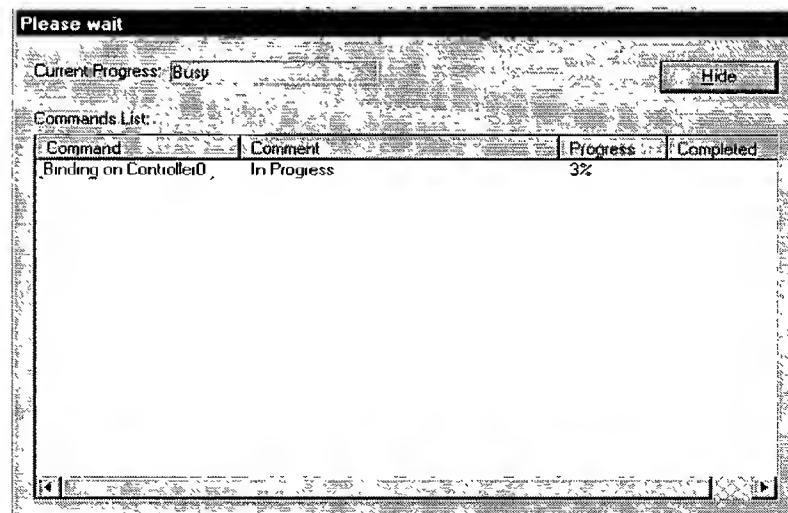 Please wait
Current Progress: Busy
Hide
Commands List:
Command Comment Progress Completed
Binding on Controller0 In Progress 3%